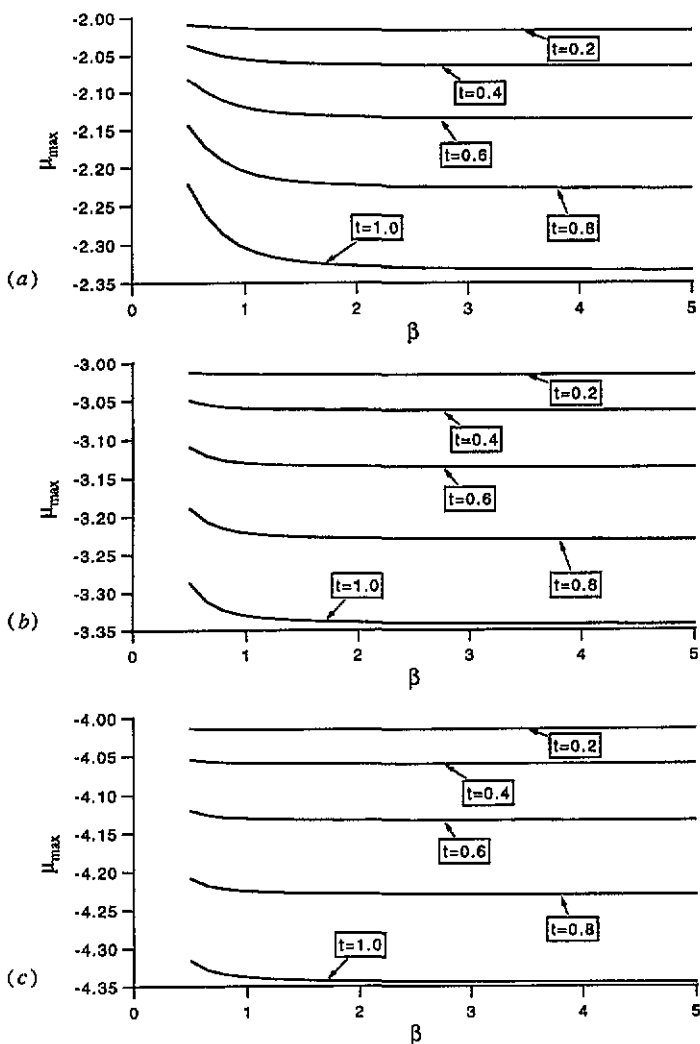 -2.00
-2.05
-2.10
-2.15
-2.20
-2.25
-2.30
-2.35
μmax
t=0.2
t=0.4
t=0.6
t=0.8
t=1.0
(a)
0 1 2 3 4 5
β
-3.00
-3.05
-3.10
-3.15
-3.20
-3.25
-3.30
-3.35
μmax
t=0.2
t=0.4
t=0.6
t=0.8
t=1.0
(b)
0 1 2 3 4 5
β
-4.00
-4.05
-4.10
-4.15
-4.20
-4.25
-4.30
-4.35
μmax
t=0.2
t=0.4
t=0.6
t=0.8
t=1.0
(c)
0 1 2 3 4 5
β